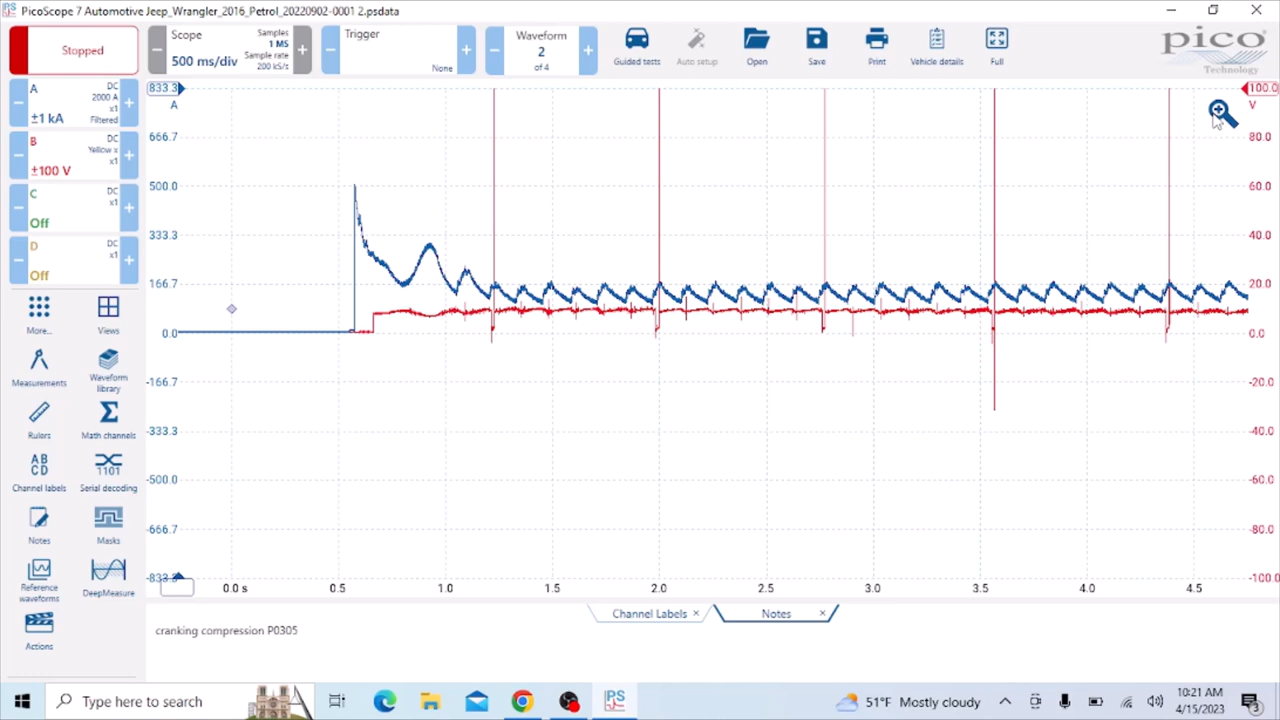 PicoScope 7 Automotive Jeep_Wrangler_2016_Petrol_20220902-0001 2.psdata
Stopped
Scope
500 ms/div
Samples
1 MS
Sample rate
200 kS/s
Trigger
None
Waveform
2
of 4
Guided tests
Auto setup
Open
Save
Print
Vehicle details
Full
pico
Technology
A
±1 kA
DC
2000 A
x1
Filtered
B
±100 V
DC
Yellow x
x1
C
Off
DC
x1
D
Off
DC
x1
More...
Views
Measurements
Waveform
library
Rulers
Math channels
ABCD
Channel labels
1101
Serial decoding
Notes
Masks
Reference
waveforms
DeepMeasure
Actions
833.3
A
666.7
500.0
333.3
166.7
0.0
-166.7
-333.3
-500.0
-666.7
-833.3
100.0
V
80.0
60.0
40.0
20.0
0.0
-20.0
-40.0
-60.0
-80.0
-100.0
0.0 s
0.5
1.0
1.5
2.0
2.5
3.0
3.5
4.0
4.5
Channel Labels ×
Notes ×
cranking compression P0305
PS
Type here to search
51°F Mostly cloudy
10:21 AM
4/15/2023
3